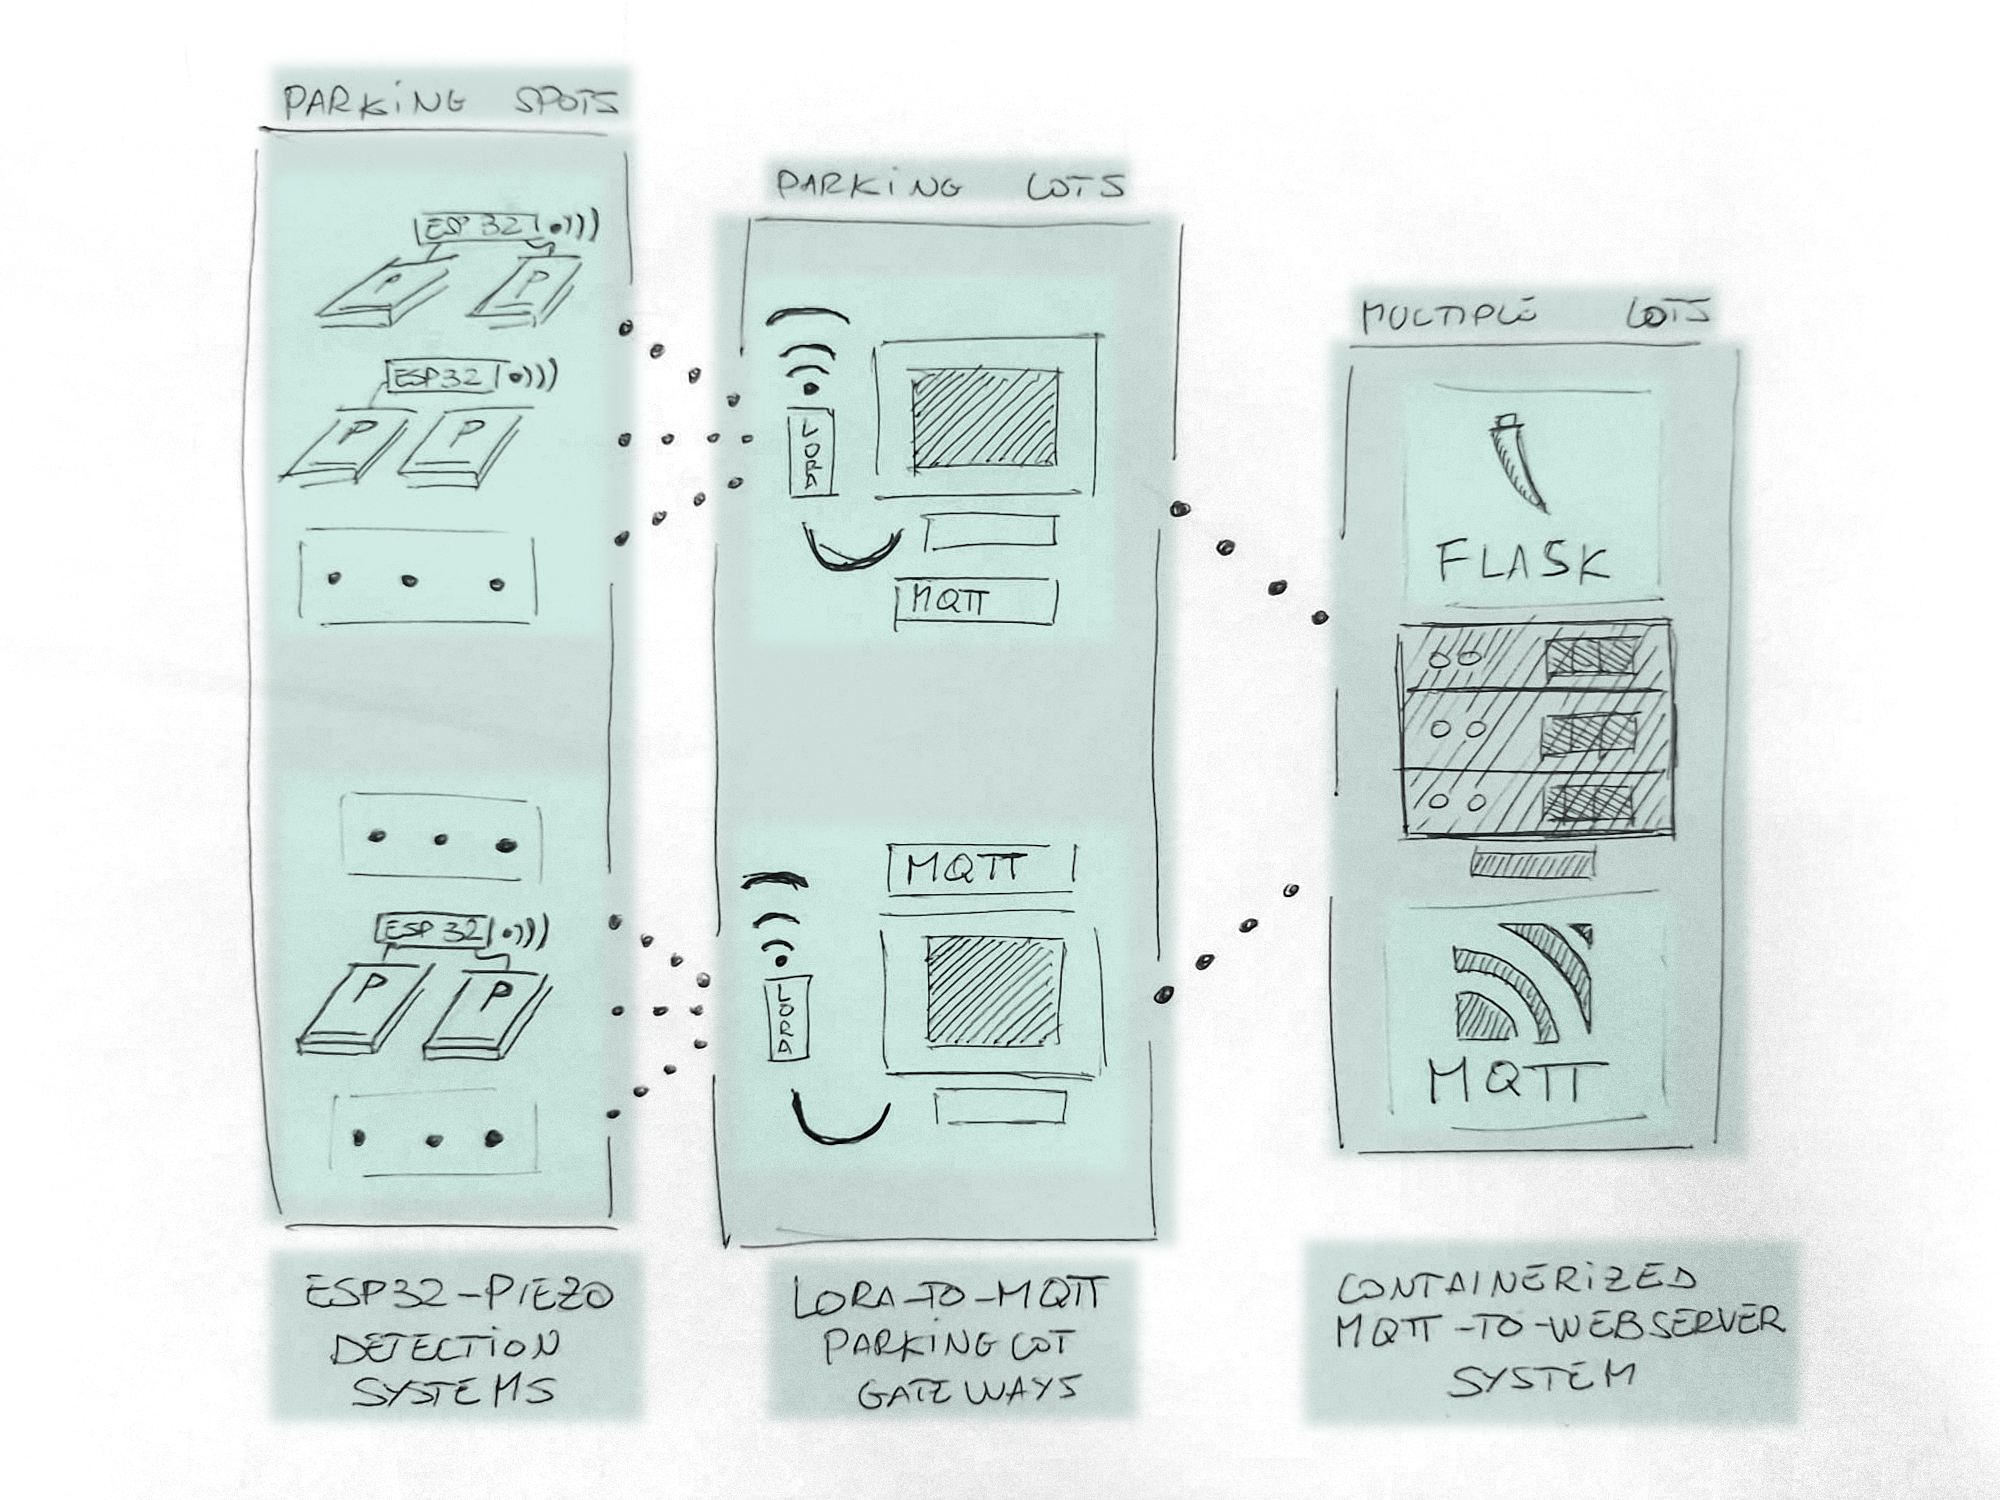 PARKiNG SPOTS
ESP32
P
P
ESP32
P
P
ESP32
P
P
ESP32-PiEZO
DETECTiON
SYSTEMS
PARKiNG LOTS
LORA
MQTT
MQTT
LORA
LORA-TO-MQTT
PARKiNG LOT
GATEWAYS
MULTIPLE LOTS
FLASK
MQTT
CONTAINERiZED
MQTT-TO-WEBSERVER
SYSTEM